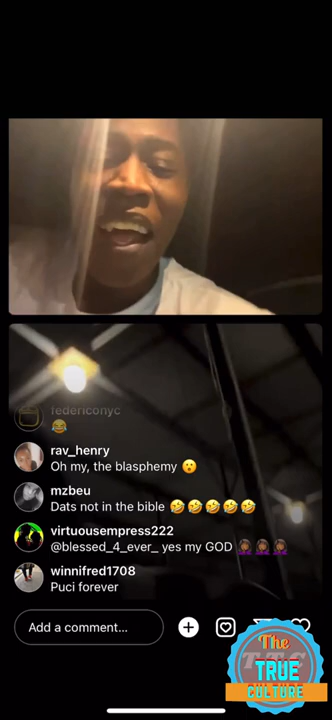 federiconyc
😂
rav_henry
Oh my, the blasphemy 😮
mzbeu
Dats not in the bible 🤣🤣🤣🤣🤣
virtuousempress222
@blessed_4_ever_ yes my GOD 🤦🏾‍♀️🤦🏾‍♀️🤦🏾‍♀️
winnifred1708
Puci forever
Add a comment...
The
T.T.C
TRUE
CULTURE